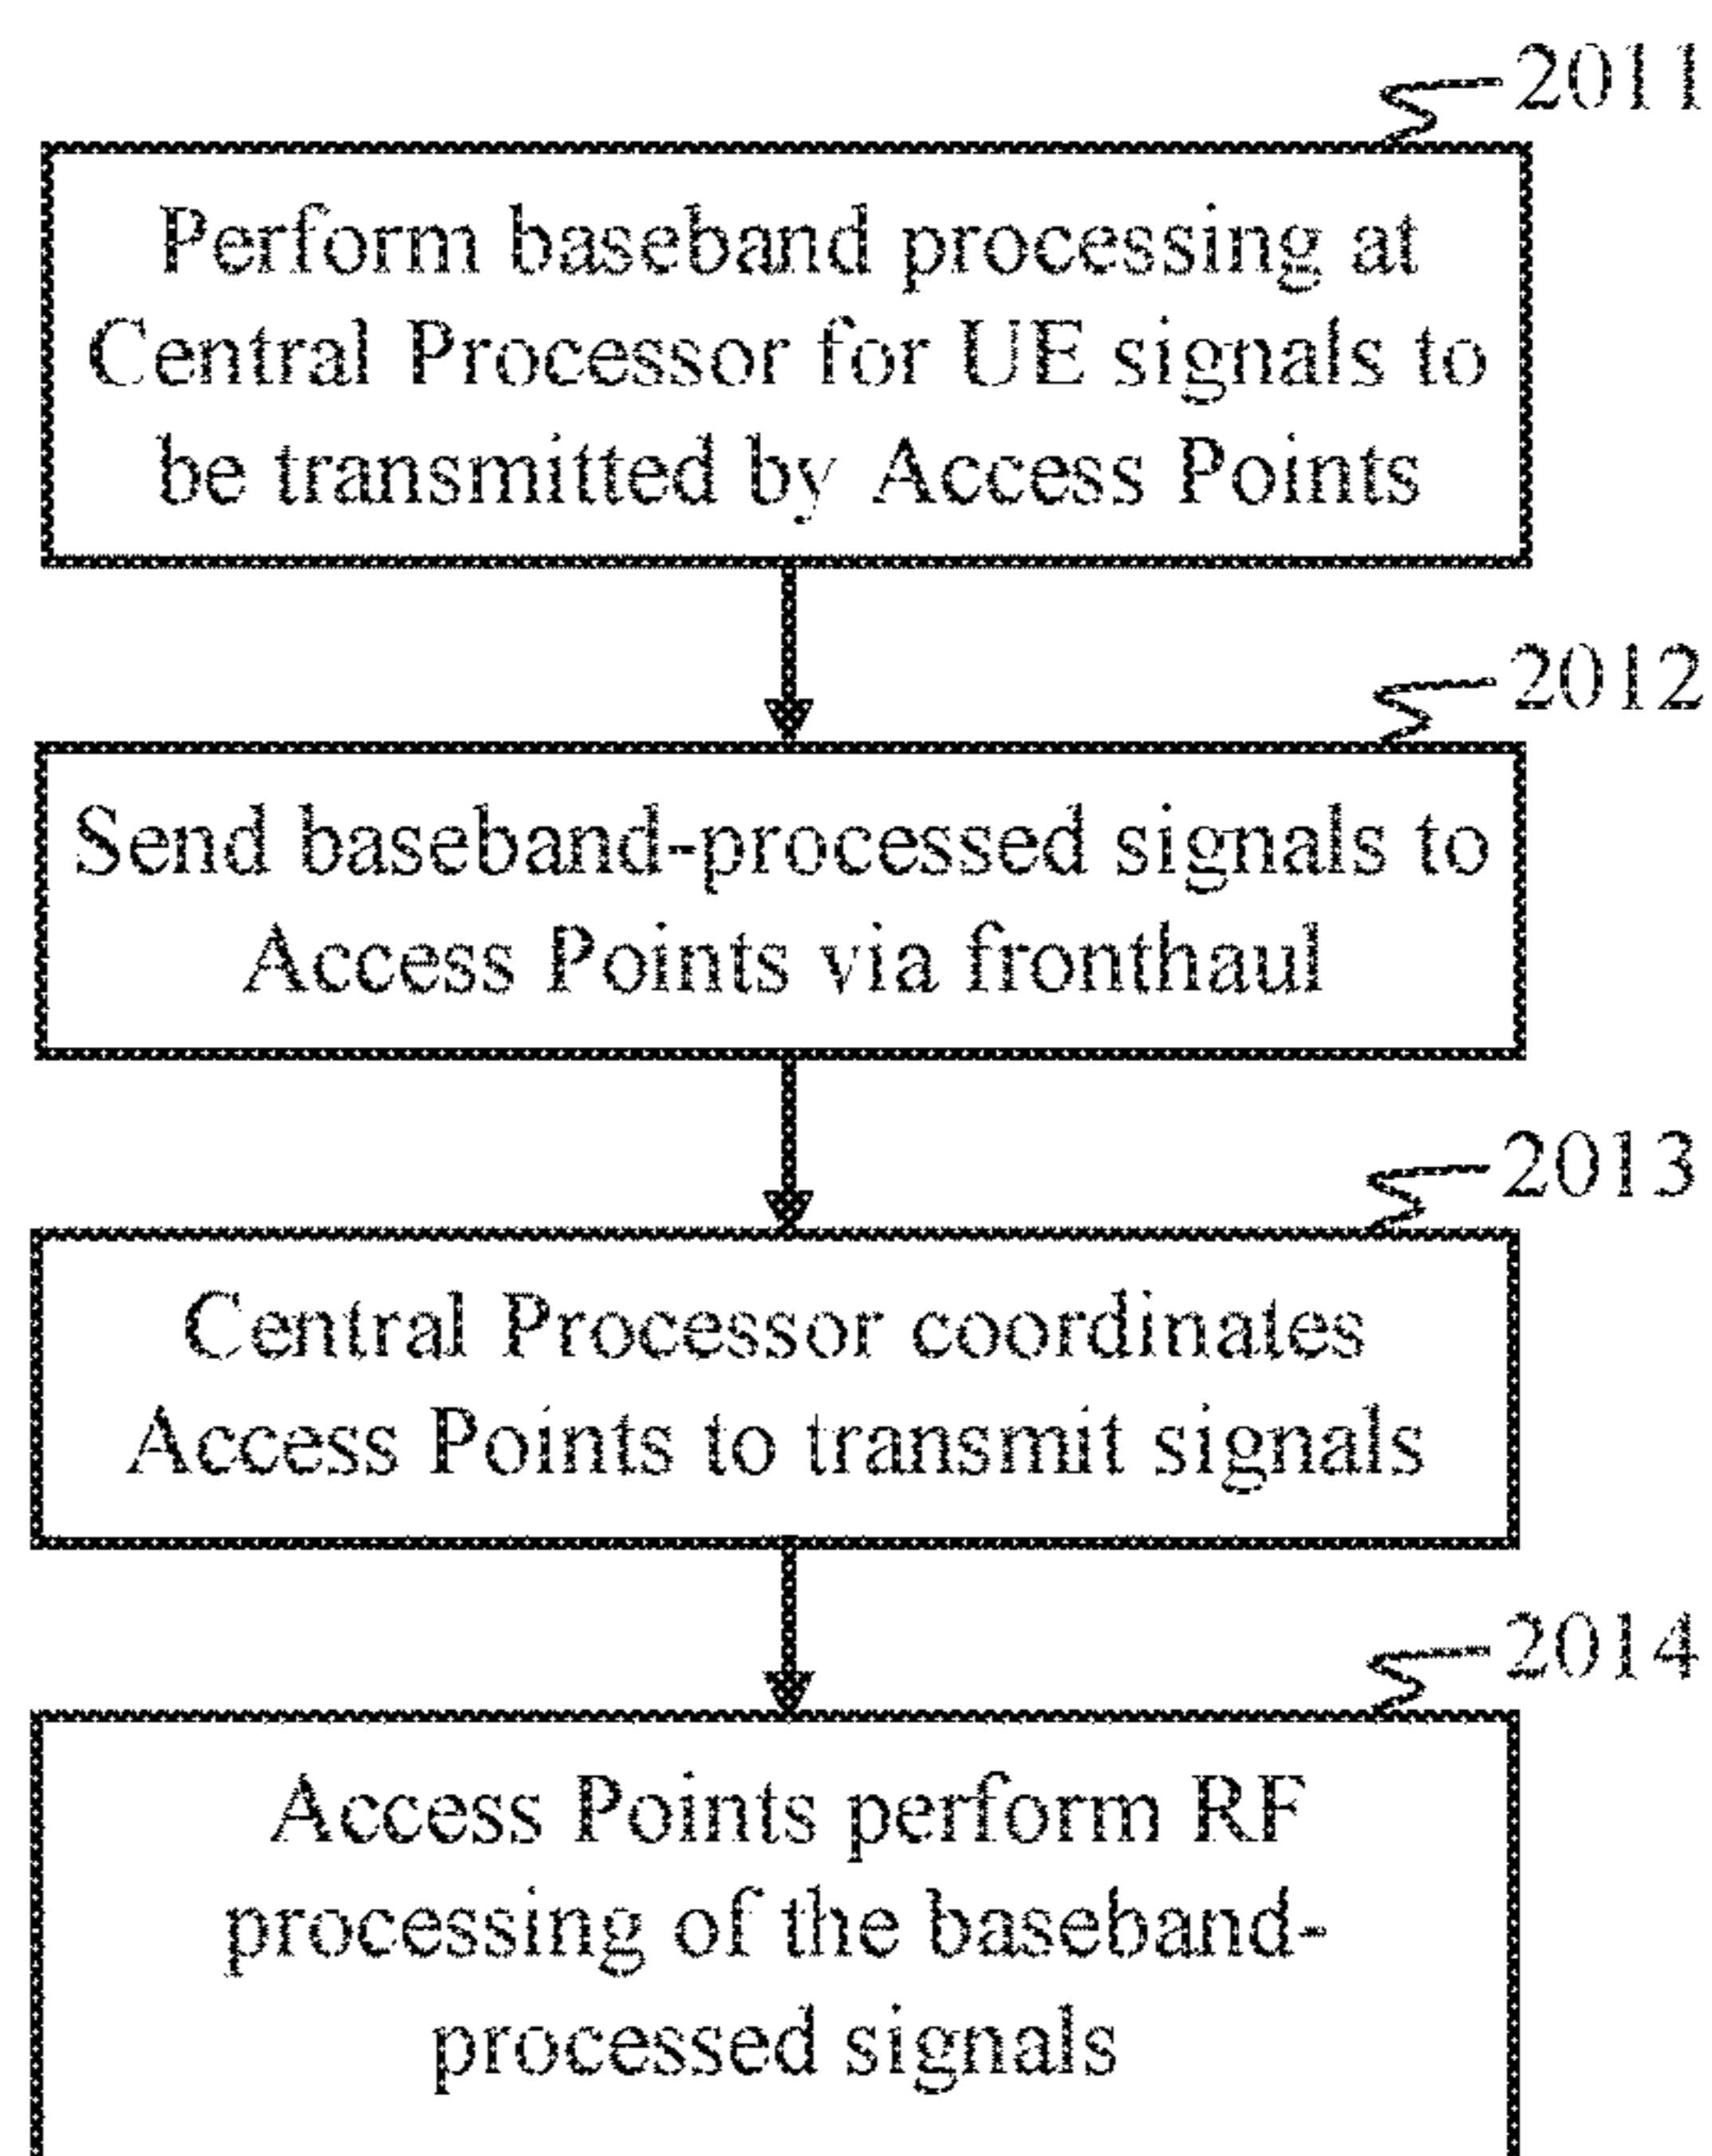 2011
Perform baseband processing at
Central Processor for UE signals to
be transmitted by Access Points
2012
Send baseband-processed signals to
Access Points via fronthaul
2013
Central Processor coordinates
Access Points to transmit signals
2014
Access Points perform RF
processing of the baseband-
processed signals